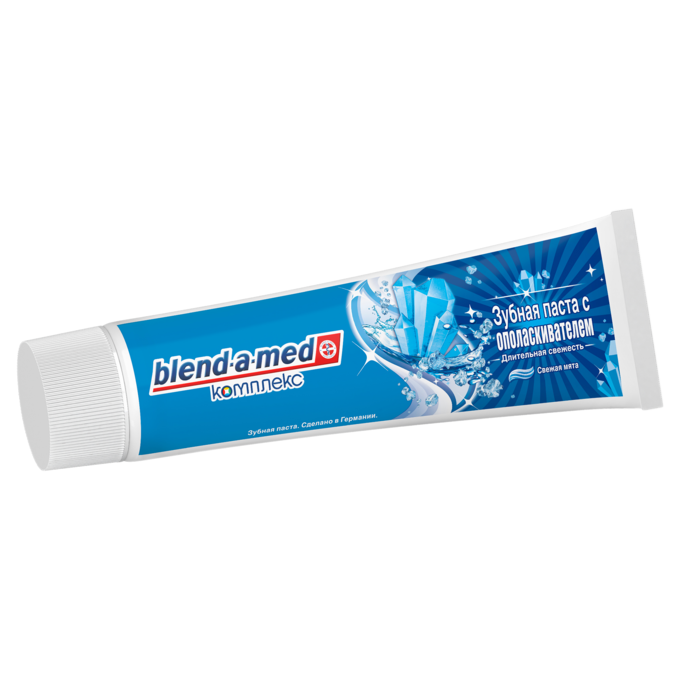 blend-a-med
комплекс
Зубная паста. Сделано в Германии.
Зубная паста с
ополаскивателем
Длительная свежесть
Свежая мята